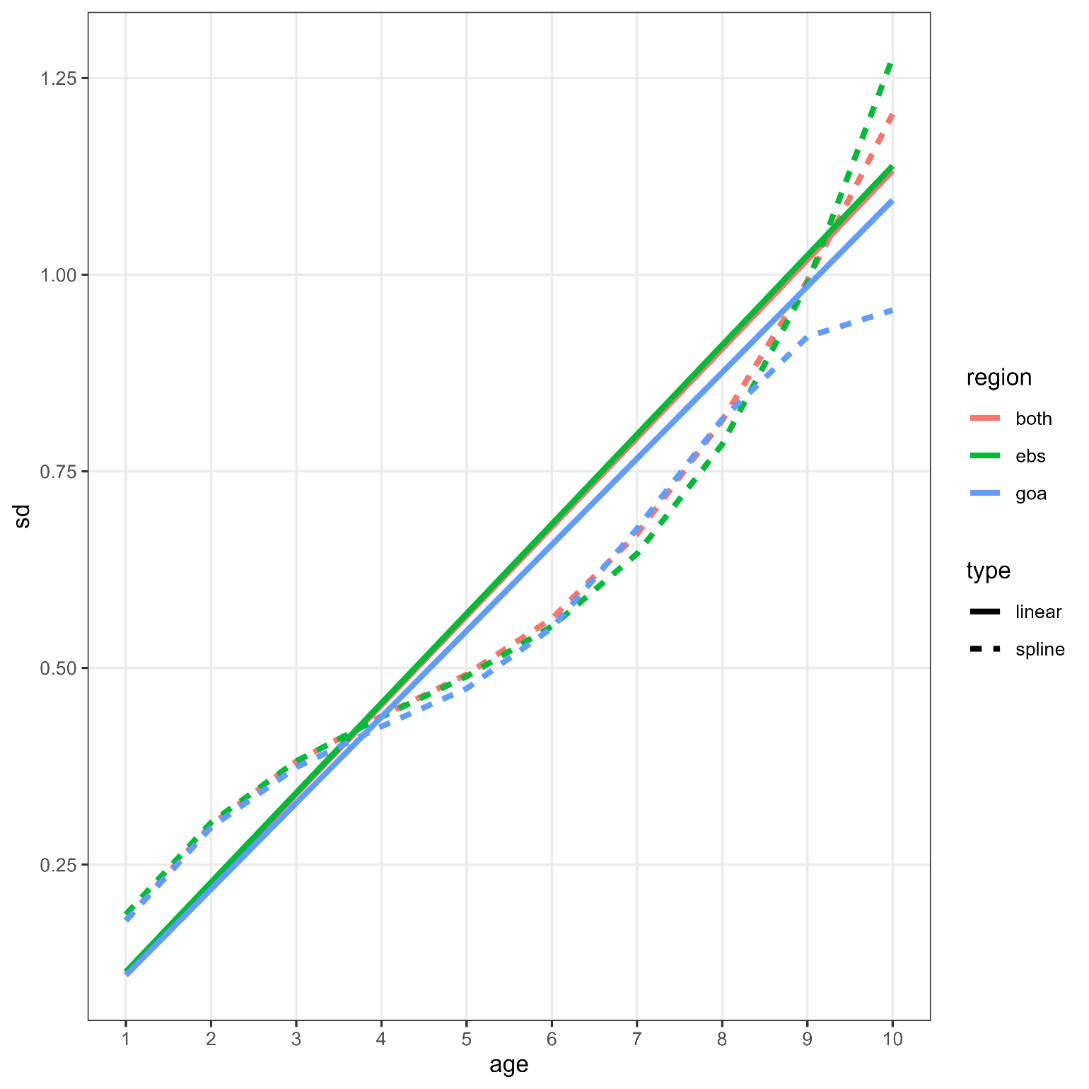 1.25
1.00
0.75
0.50
0.25
sd
1 2 3 4 5 6 7 8 9 10
age
region
both
ebs
goa
type
linear
spline